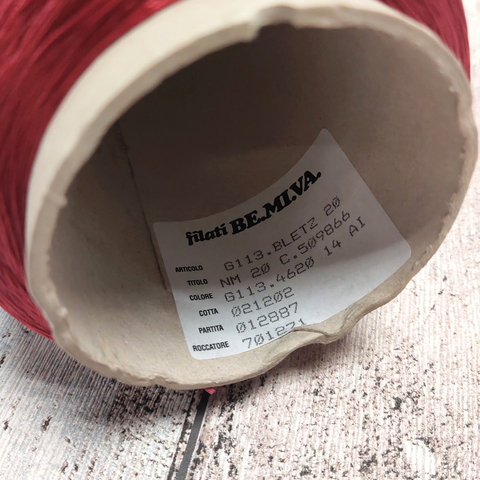 filati BE.MI.VA.
ARTICOLO G113.BLETZ 20
TITOLO NM 20 C.509866
COLORE G113.4620 14 AI
COTTA 021202
PARTITA 012887
ROCCATORE 701271